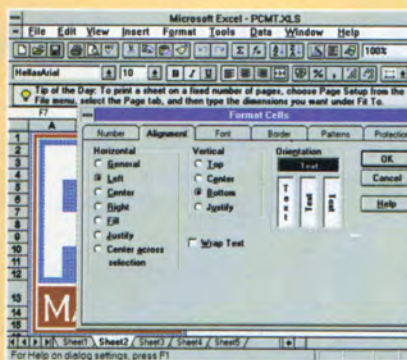 Microsoft Excel - PCMT.XLS
File Edit View Insert Format Tools Data Window Help
100%
HellasArial 10 B I U
Tip of the Day: To print a sheet on a fixed number of pages, choose Page Setup from the
File menu, select the Page tab, and then type the dimensions you want under Fit To.
F7
Format Cells
Number Alignment Font Border Patterns Protection
Horizontal Vertical Orientation
General Top Text OK
Left Center Cancel
Center Bottom Text Text Text
Right Justify Help
Fill
Justify Wrap Text
Center across
selection
A
1
2
3
4
5
6
7
8
9
10
11
12
13
14
15
MA
Sheet1 Sheet2 Sheet3 Sheet4 Sheet5
For Help on dialog settings, press F1